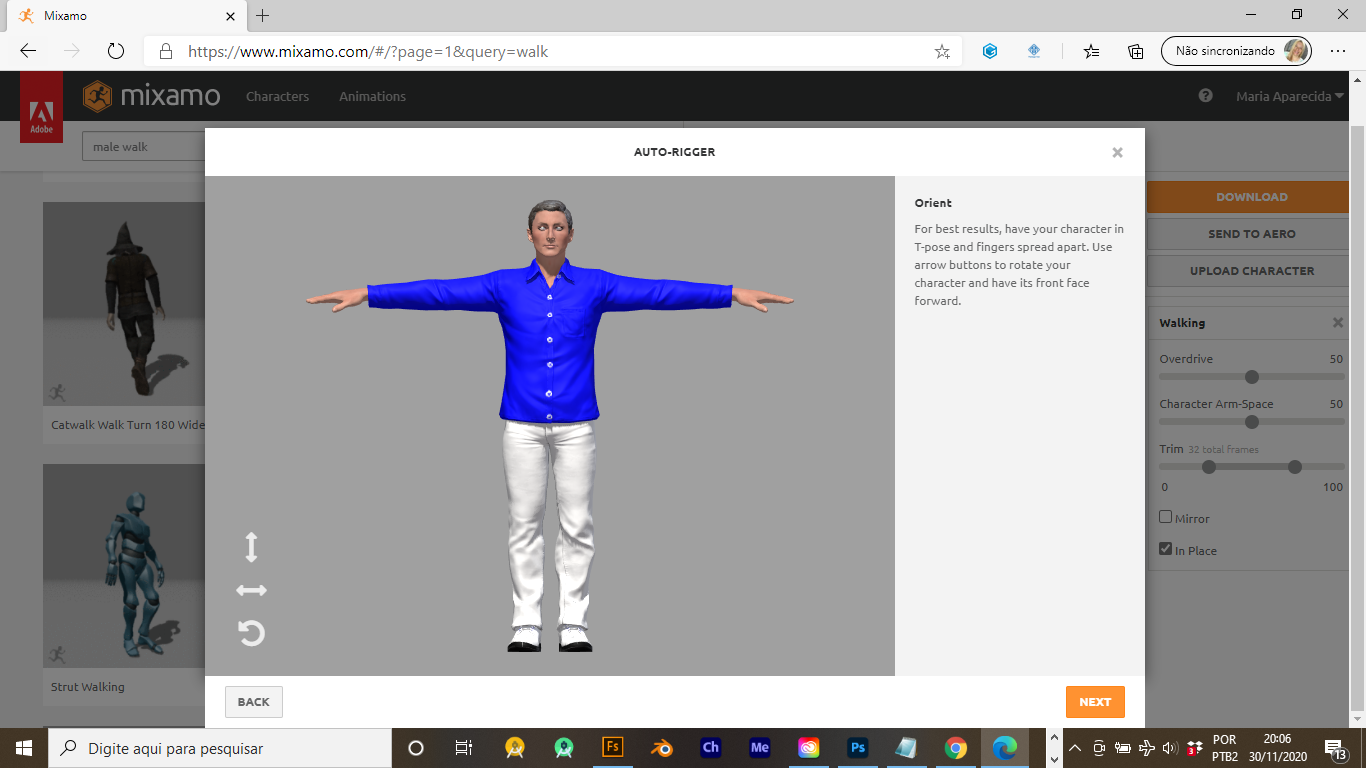 Mixamo
https://www.mixamo.com/#/?page=1&query=walk
Não sincronizando
Adobe
mixamo
Characters
Animations
Maria Aparecida
male walk
AUTO-RIGGER
Orient
For best results, have your character in
T-pose and fingers spread apart. Use
arrow buttons to rotate your
character and have its front face
forward.
DOWNLOAD
SEND TO AERO
UPLOAD CHARACTER
Walking
Overdrive 50
Character Arm-Space 50
Trim 32 total frames
0 100
Mirror
In Place
Catwalk Walk Turn 180 Wide
Strut Walking
BACK
NEXT
Digite aqui para pesquisar
Fs
Ch
Me
Ps
3
POR
PTB2
20:06
30/11/2020
13